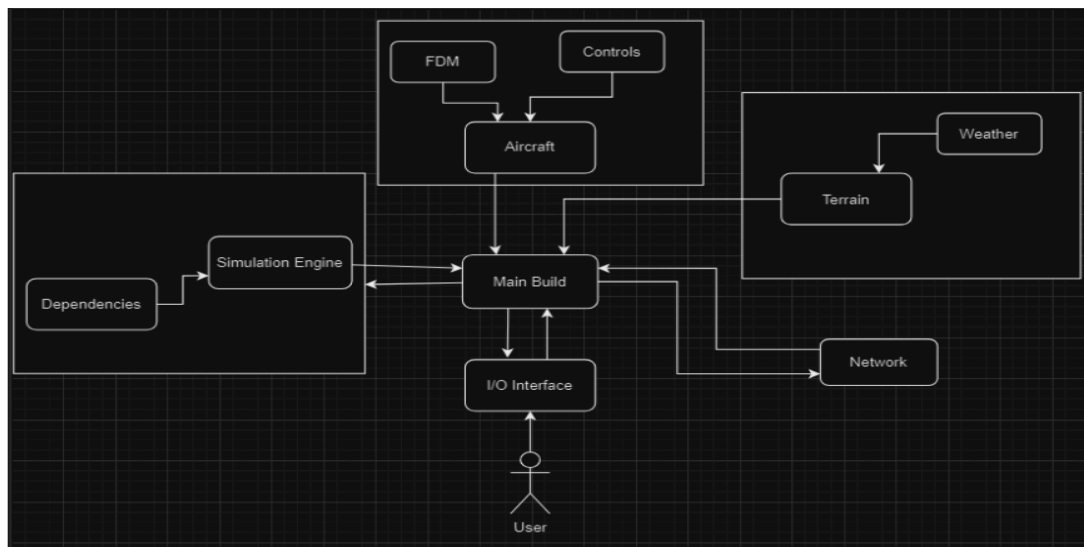 FDM
Controls
Aircraft
Weather
Terrain
Simulation Engine
Dependencies
Main Build
Network
I/O Interface
User